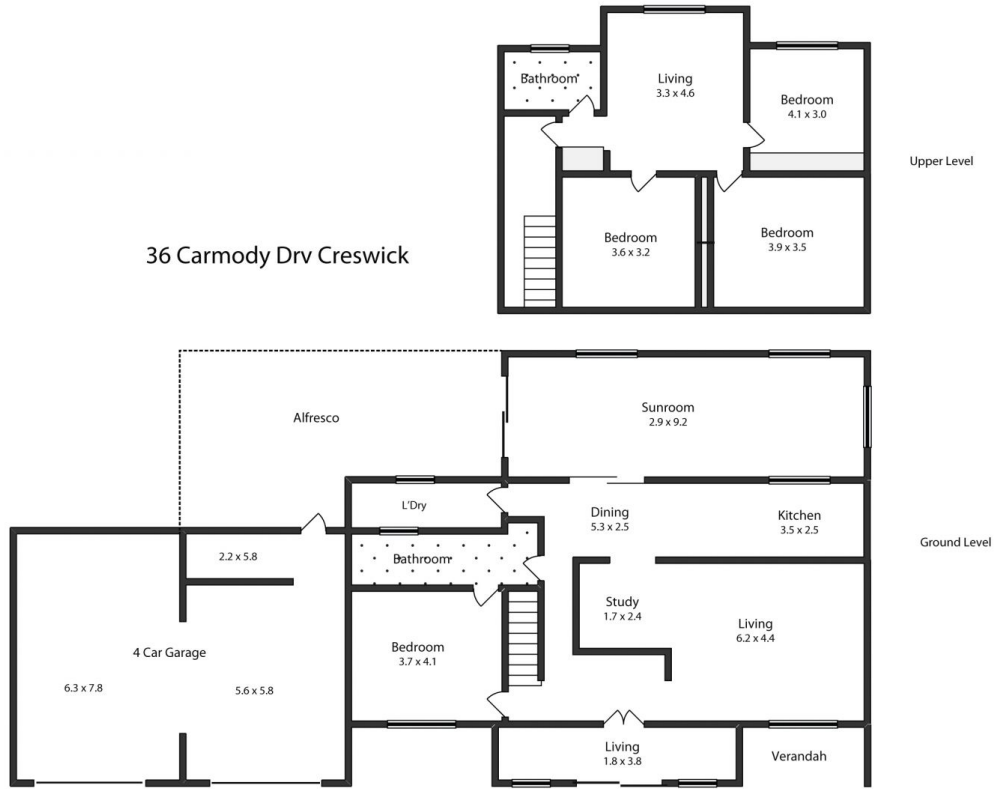 Bathroom
Living
3.3 x 4.6
Bedroom
4.1 x 3.0
Upper Level
Bedroom
3.6 x 3.2
Bedroom
3.9 x 3.5
36 Carmody Drv Creswick
Alfresco
Sunroom
2.9 x 9.2
L'Dry
Dining
5.3 x 2.5
Kitchen
3.5 x 2.5
Ground Level
2.2 x 5.8
Bathroom
Study
1.7 x 2.4
Living
6.2 x 4.4
Bedroom
3.7 x 4.1
4 Car Garage
6.3 x 7.8
5.6 x 5.8
Living
1.8 x 3.8
Verandah